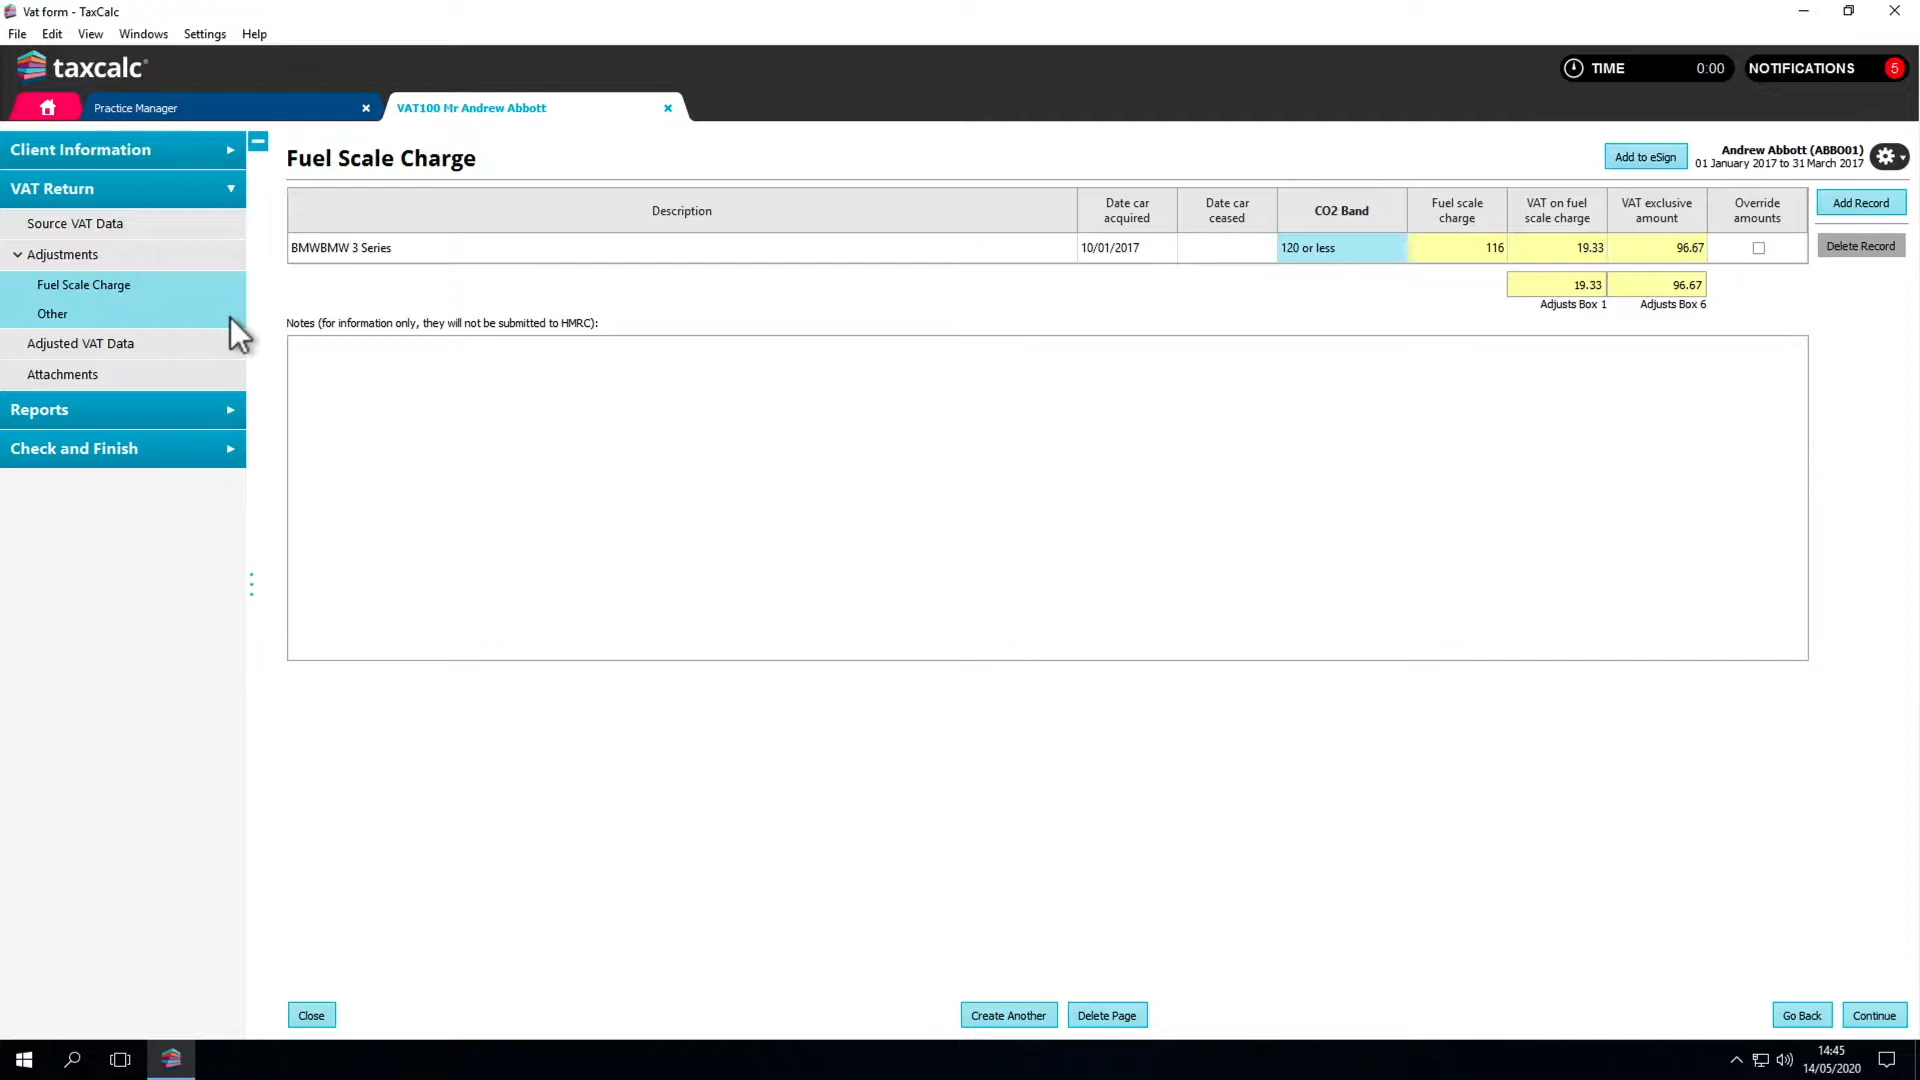 Vat form - TaxCalc
File Edit View Windows Settings Help
taxcalc
TIME 0:00 NOTIFICATIONS 5
Practice Manager
VAT100 Mr Andrew Abbott
Client Information
VAT Return
Source VAT Data
Adjustments
Fuel Scale Charge
Other
Adjusted VAT Data
Attachments
Reports
Check and Finish
Fuel Scale Charge
Add to eSign
Andrew Abbott (ABBO01)
01 January 2017 to 31 March 2017
Description
Date car acquired
Date car ceased
CO2 Band
Fuel scale charge
VAT on fuel scale charge
VAT exclusive amount
Override amounts
Add Record
BMWBMW 3 Series 10/01/2017 120 or less 116 19.33 96.67
Delete Record
19.33 96.67
Adjusts Box 1 Adjusts Box 6
Notes (for information only, they will not be submitted to HMRC):
Close Create Another Delete Page Go Back Continue
14:45
14/05/2020